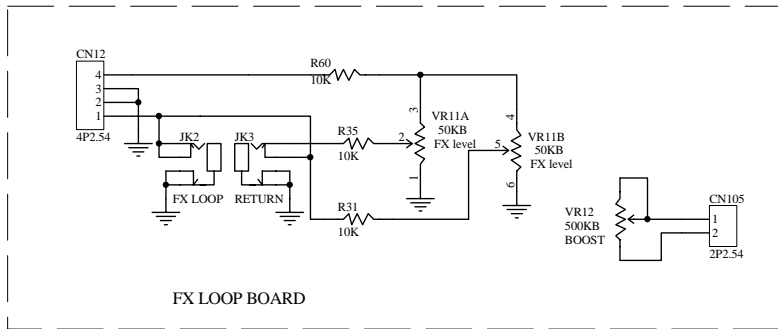 CN12
4
3
2
1
4P2.54
R60
10K
JK2
JK3
FX LOOP
RETURN
R35
10K
R31
10K
3
2
1
VR11A
50KB
FX level
4
5
6
VR11B
50KB
FX level
VR12
500KB
BOOST
CN105
1
2
2P2.54
FX LOOP BOARD